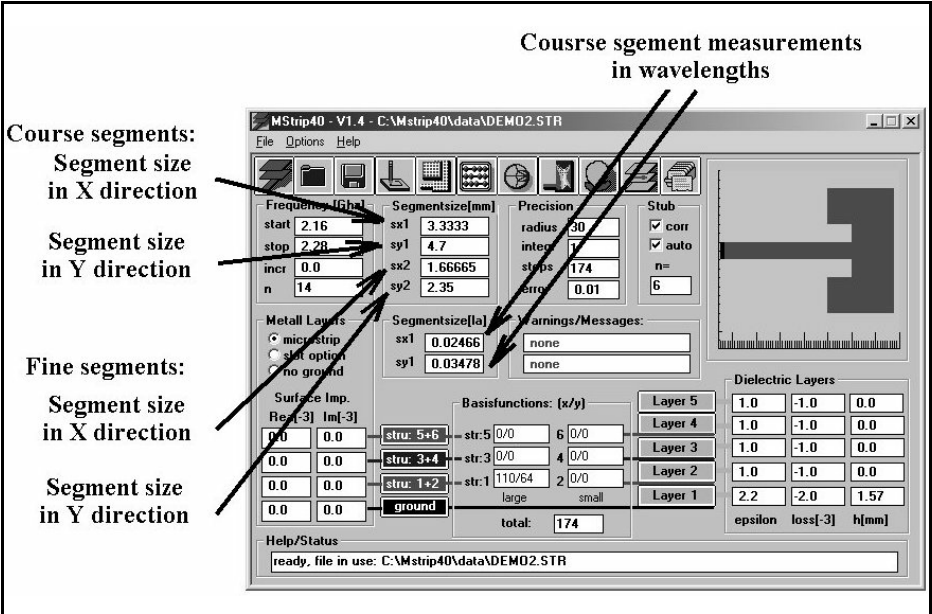 Cousrse sgement measurements
in wavelengths
Course segments:
Segment size
in X direction
Segment size
in Y direction
Fine segments:
Segment size
in X direction
Segment size
in Y direction
MStrip40 - V1.4 - C:\Mstrip40\data\DEMO2.STR
File Options Help
Frequency [Ghz]
start 2.16
stop 2.28
incr 0.0
n 14
Segmentsize[mm]
sx1 3.3333
sy1 4.7
sx2 1.66665
sy2 2.35
Precision
radius 30
integr 1
steps 174
error 0.01
Stub
corr
auto
n=
6
Metall Layers
microstrip
slot option
no ground
Segmentsize[la]
sx1 0.02466
sy1 0.03478
Warnings/Messages:
none
none
Surface Imp.
Rea[-3] Im[-3]
0.0 0.0
0.0 0.0
0.0 0.0
0.0 0.0
stru: 5+6
stru: 3+4
stru: 1+2
ground
Basisfunctions: (x/y)
str:5 0/0 6 0/0
str:3 0/0 4 0/0
str:1 110/64 2 0/0
large small
total: 174
Layer 5
Layer 4
Layer 3
Layer 2
Layer 1
Dielectric Layers
1.0 -1.0 0.0
1.0 -1.0 0.0
1.0 -1.0 0.0
1.0 -1.0 0.0
2.2 -2.0 1.57
epsilon loss[-3] h[mm]
Help/Status
ready, file in use: C:\Mstrip40\data\DEMO2.STR